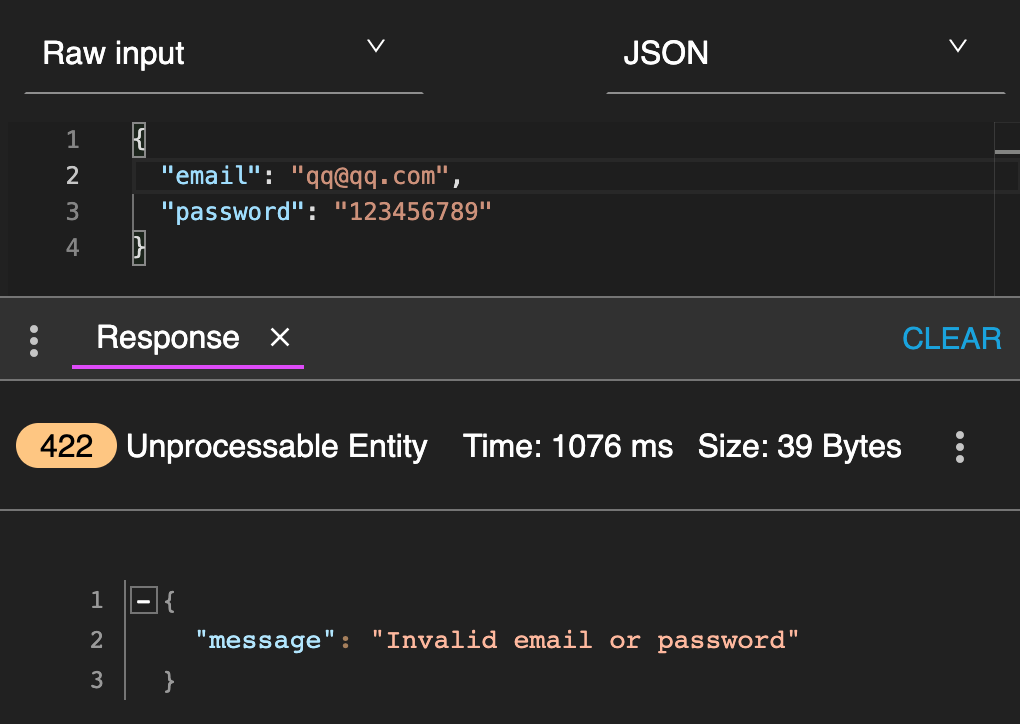 Raw input JSON
1 {
2 "email": "qq@qq.com",
3 "password": "123456789"
4 }
Response × CLEAR
422 Unprocessable Entity Time: 1076 ms Size: 39 Bytes
1 {
2 "message": "Invalid email or password"
3 }